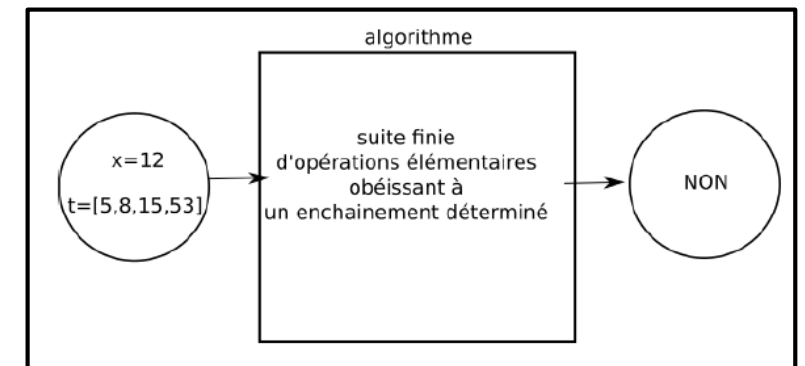 algorithme
x=12
t=[5,8,15,53]
suite finie
d'opérations élémentaires
obéissant à
un enchainement déterminé
NON